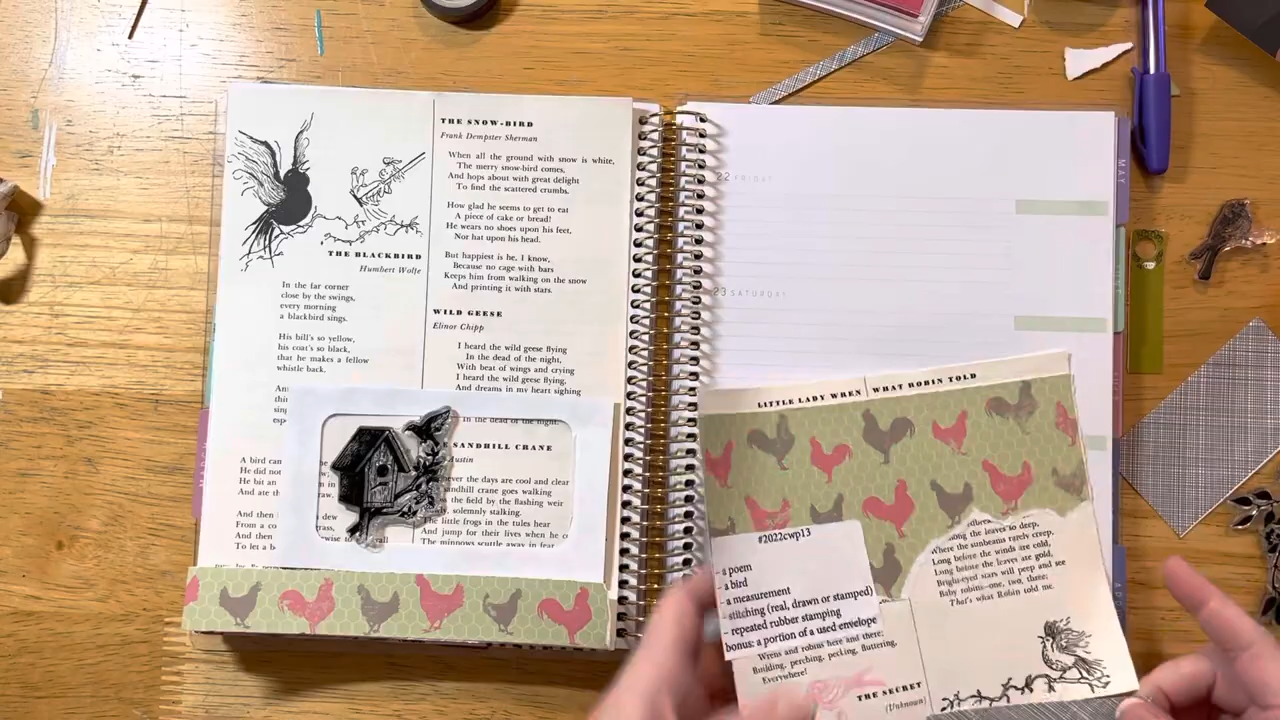 THE SNOW-BIRD
Frank Dempster Sherman
When all the ground with snow is white,
The merry snow-bird comes,
And hops about with great delight
To find the scattered crumbs.
How glad he seems to get to eat
A piece of cake or bread!
He wears no shoes upon his feet,
Nor hat upon his head.
But happiest is he, I know,
Because no cage with bars
Keeps him from walking on the snow
And printing it with stars.
THE BLACKBIRD
Humbert Wolfe
In the far corner
close by the swings,
every morning
a blackbird sings.
His bill's so yellow,
his coat's so black,
that he makes a fellow
whistle back.
WILD GEESE
Elinor Chipp
I heard the wild geese flying
In the dead of the night,
With beat of wings and crying
I heard the wild geese flying,
And dreams in my heart sighing
In the dead of the night.
SANDHILL CRANE
Austin
the days are cool and clear
sandhill crane goes walking
the field by the flashing weir
solemnly stalking.
The little frogs in the tules hear
And jump for their lives when he
The minnows scuttle away in fear
A bird
He did not
He bit an
And ate
And then
From a
And then
To let a
dew
22 FRIDAY
23 SATURDAY
LITTLE LADY WREN
WHAT ROBIN TOLD
#2022cwp13
- a poem
- a bird
- a measurement
- stitching (real, drawn or stamped)
- repeated rubber stamping
bonus: a portion of a used envelope
Wrens and robins here and there;
Building, perching, pecking, fluttering,
Everywhere!
THE SECRET
(Unknown)
among the leaves so deep,
Where the sunbeams rarely creep,
Long before the winds are cold,
Long before the leaves are gold,
Bright-eyed stars will peep and see
Baby robins—one, two, three;
That's what Robin told me.
MAY
MARCH